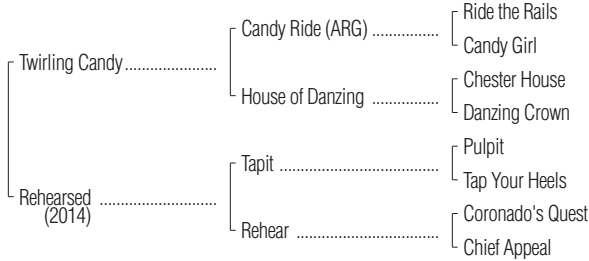 Ride the Rails
Candy Ride (ARG) ................
Candy Girl
Twirling Candy ......................
Chester House
House of Danzing ................
Danzing Crown
Pulpit
Tapit ......................................
Tap Your Heels
Rehearsed ............................
(2014)
Coronado's Quest
Rehear ..................................
Chief Appeal